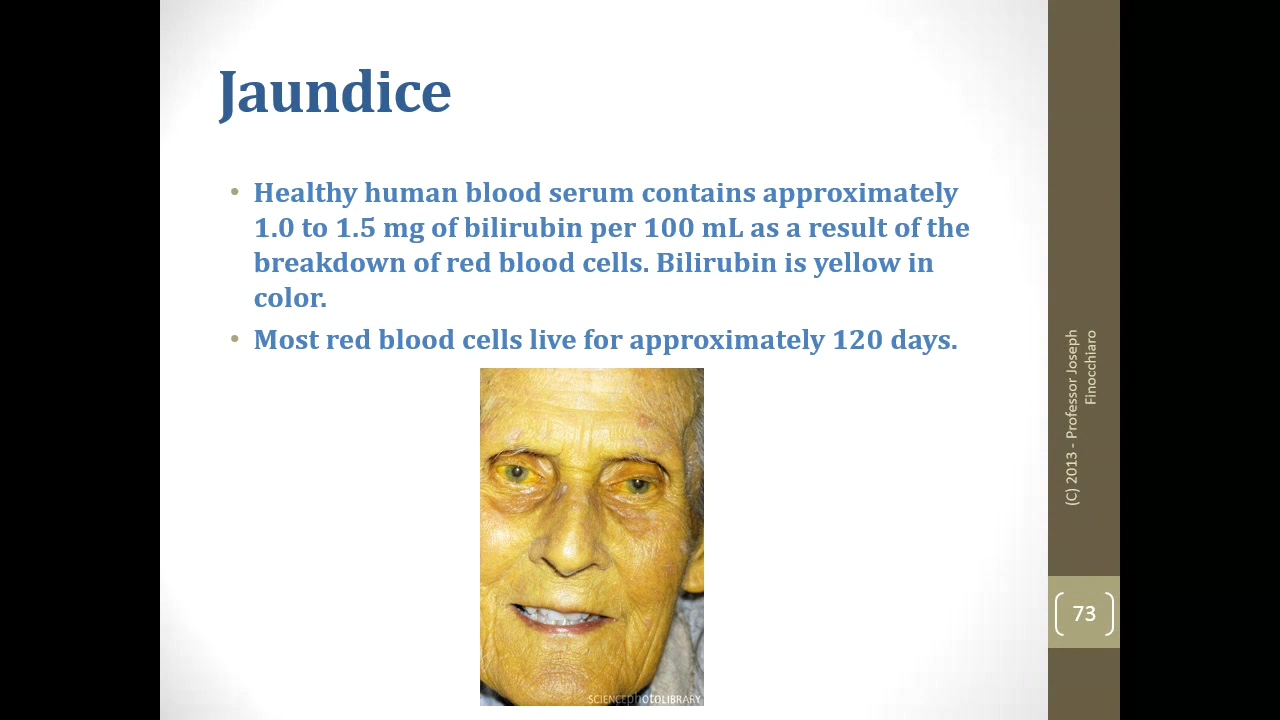 Jaundice
• Healthy human blood serum contains approximately
1.0 to 1.5 mg of bilirubin per 100 mL as a result of the
breakdown of red blood cells. Bilirubin is yellow in
color.
• Most red blood cells live for approximately 120 days.
SCIENCEphotoLIBRARY
(C) 2013 - Professor Joseph
Finocchiaro
73